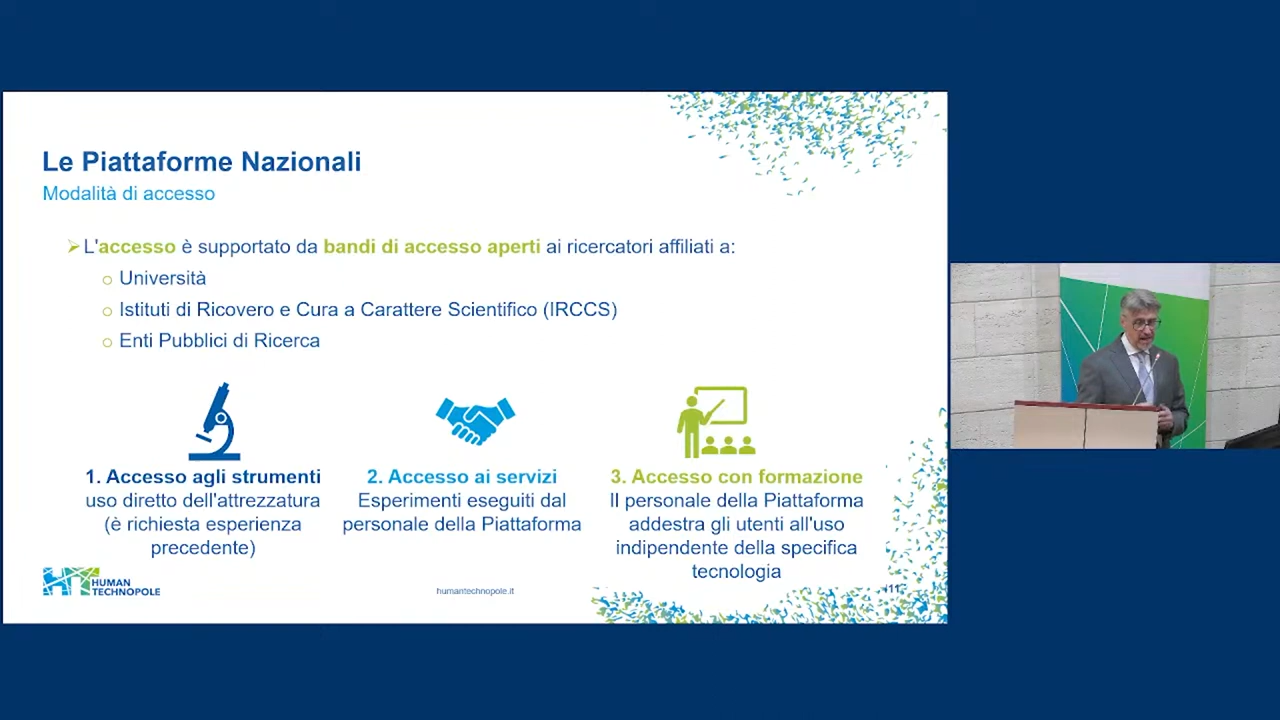 Le Piattaforme Nazionali
Modalità di accesso
L'accesso è supportato da bandi di accesso aperti ai ricercatori affiliati a:
Università
Istituti di Ricovero e Cura a Carattere Scientifico (IRCCS)
Enti Pubblici di Ricerca
1. Accesso agli strumenti
uso diretto dell'attrezzatura
(è richiesta esperienza
precedente)
2. Accesso ai servizi
Esperimenti eseguiti dal
personale della Piattaforma
3. Accesso con formazione
Il personale della Piattaforma
addestra gli utenti all'uso
indipendente della specifica
tecnologia
HT HUMAN
TECHNOPOLE
humantechnopole.it
11